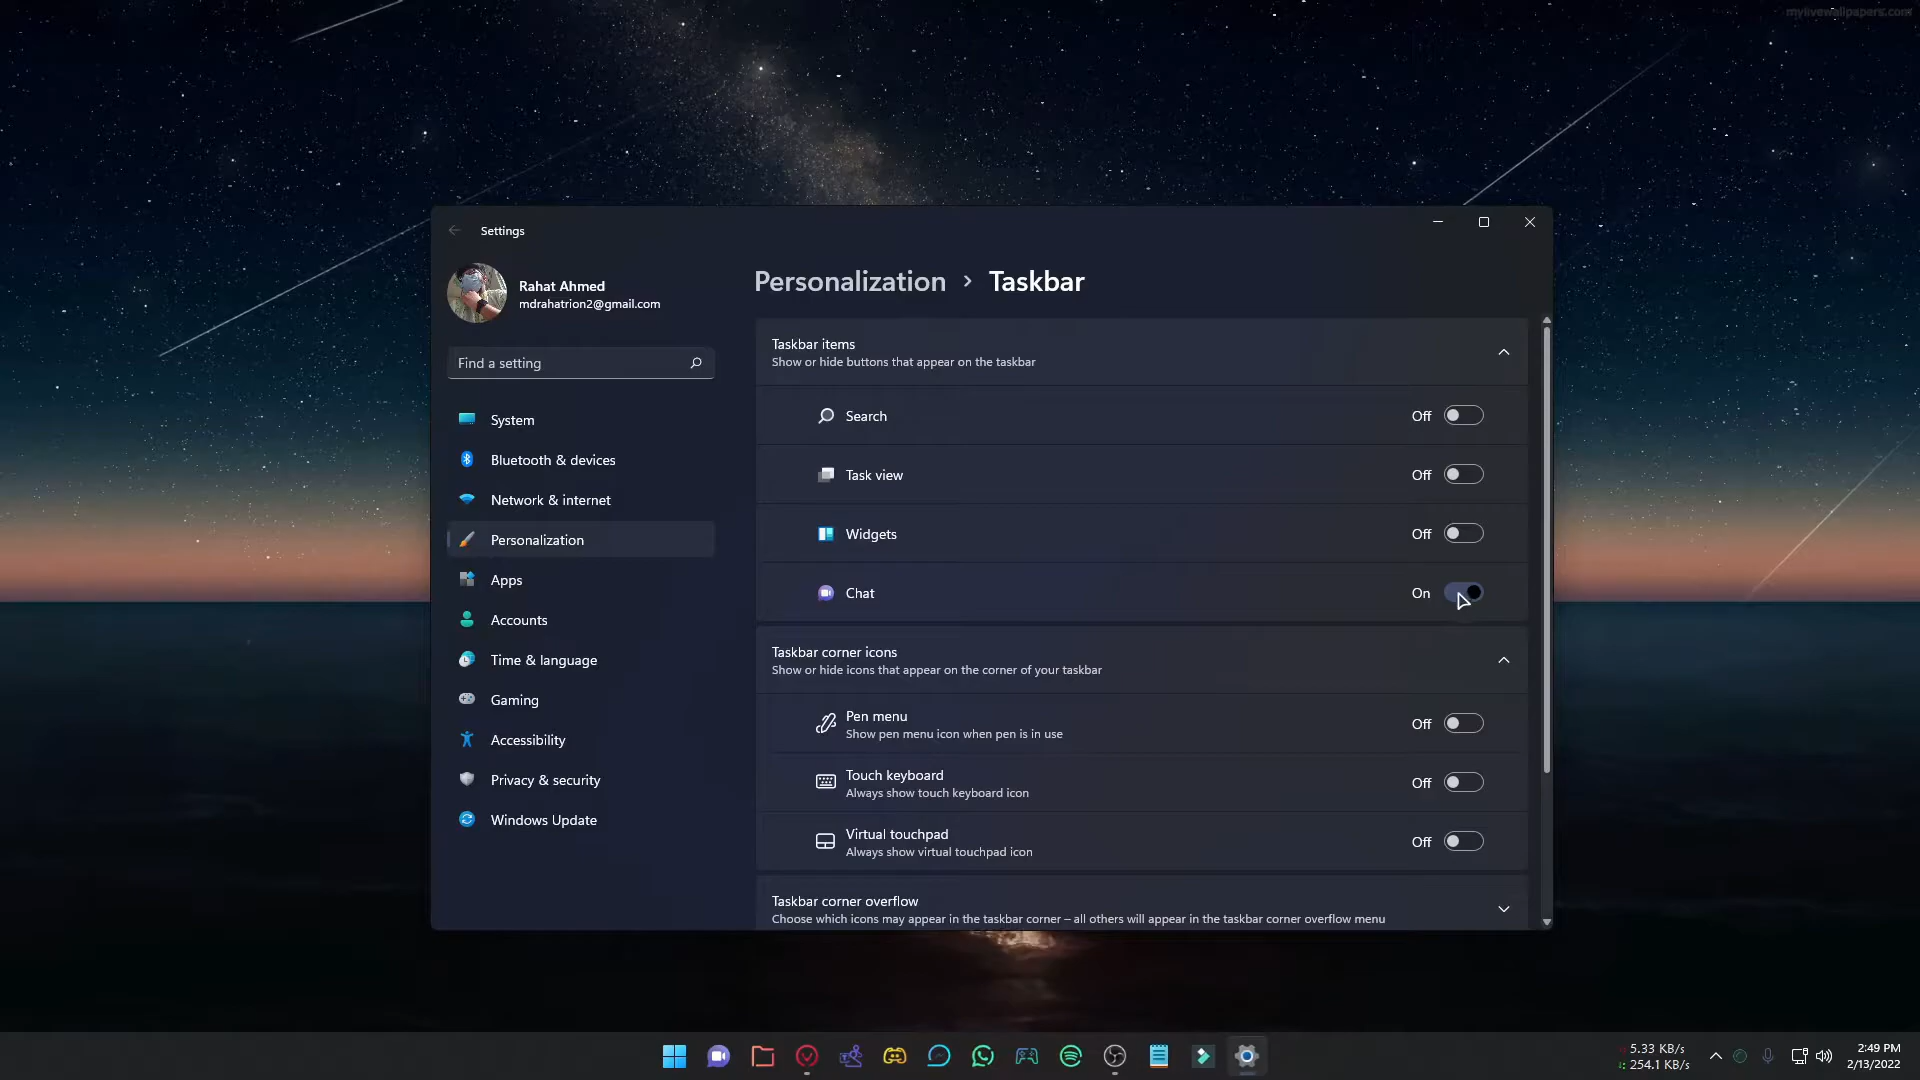 mylivewallpapers.com
Settings
Rahat Ahmed
mdrahatrion2@gmail.com
Find a setting
System
Bluetooth & devices
Network & internet
Personalization
Apps
Accounts
Time & language
Gaming
Accessibility
Privacy & security
Windows Update
Personalization › Taskbar
Taskbar items
Show or hide buttons that appear on the taskbar
Search Off
Task view Off
Widgets Off
Chat On
Taskbar corner icons
Show or hide icons that appear on the corner of your taskbar
Pen menu
Show pen menu icon when pen is in use
Off
Touch keyboard
Always show touch keyboard icon
Off
Virtual touchpad
Always show virtual touchpad icon
Off
Taskbar corner overflow
Choose which icons may appear in the taskbar corner – all others will appear in the taskbar corner overflow menu
5.33 KB/s
254.1 KB/s
2:49 PM
2/13/2022